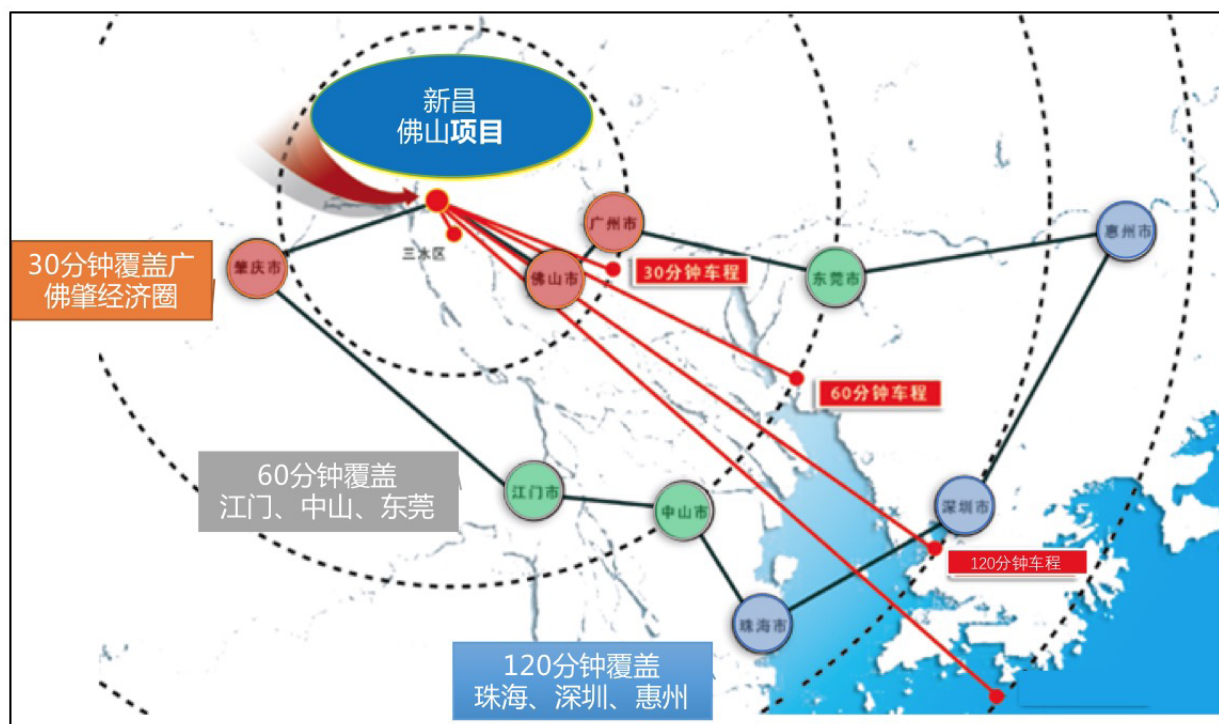 新昌
佛山项目
广州市
惠州市
三水区
肇庆市
佛山市
30分钟车程
东莞市
30分钟覆盖广
佛肇经济圈
60分钟车程
60分钟覆盖
江门、中山、东莞
江门市
中山市
深圳市
120分钟车程
珠海市
120分钟覆盖
珠海、深圳、惠州